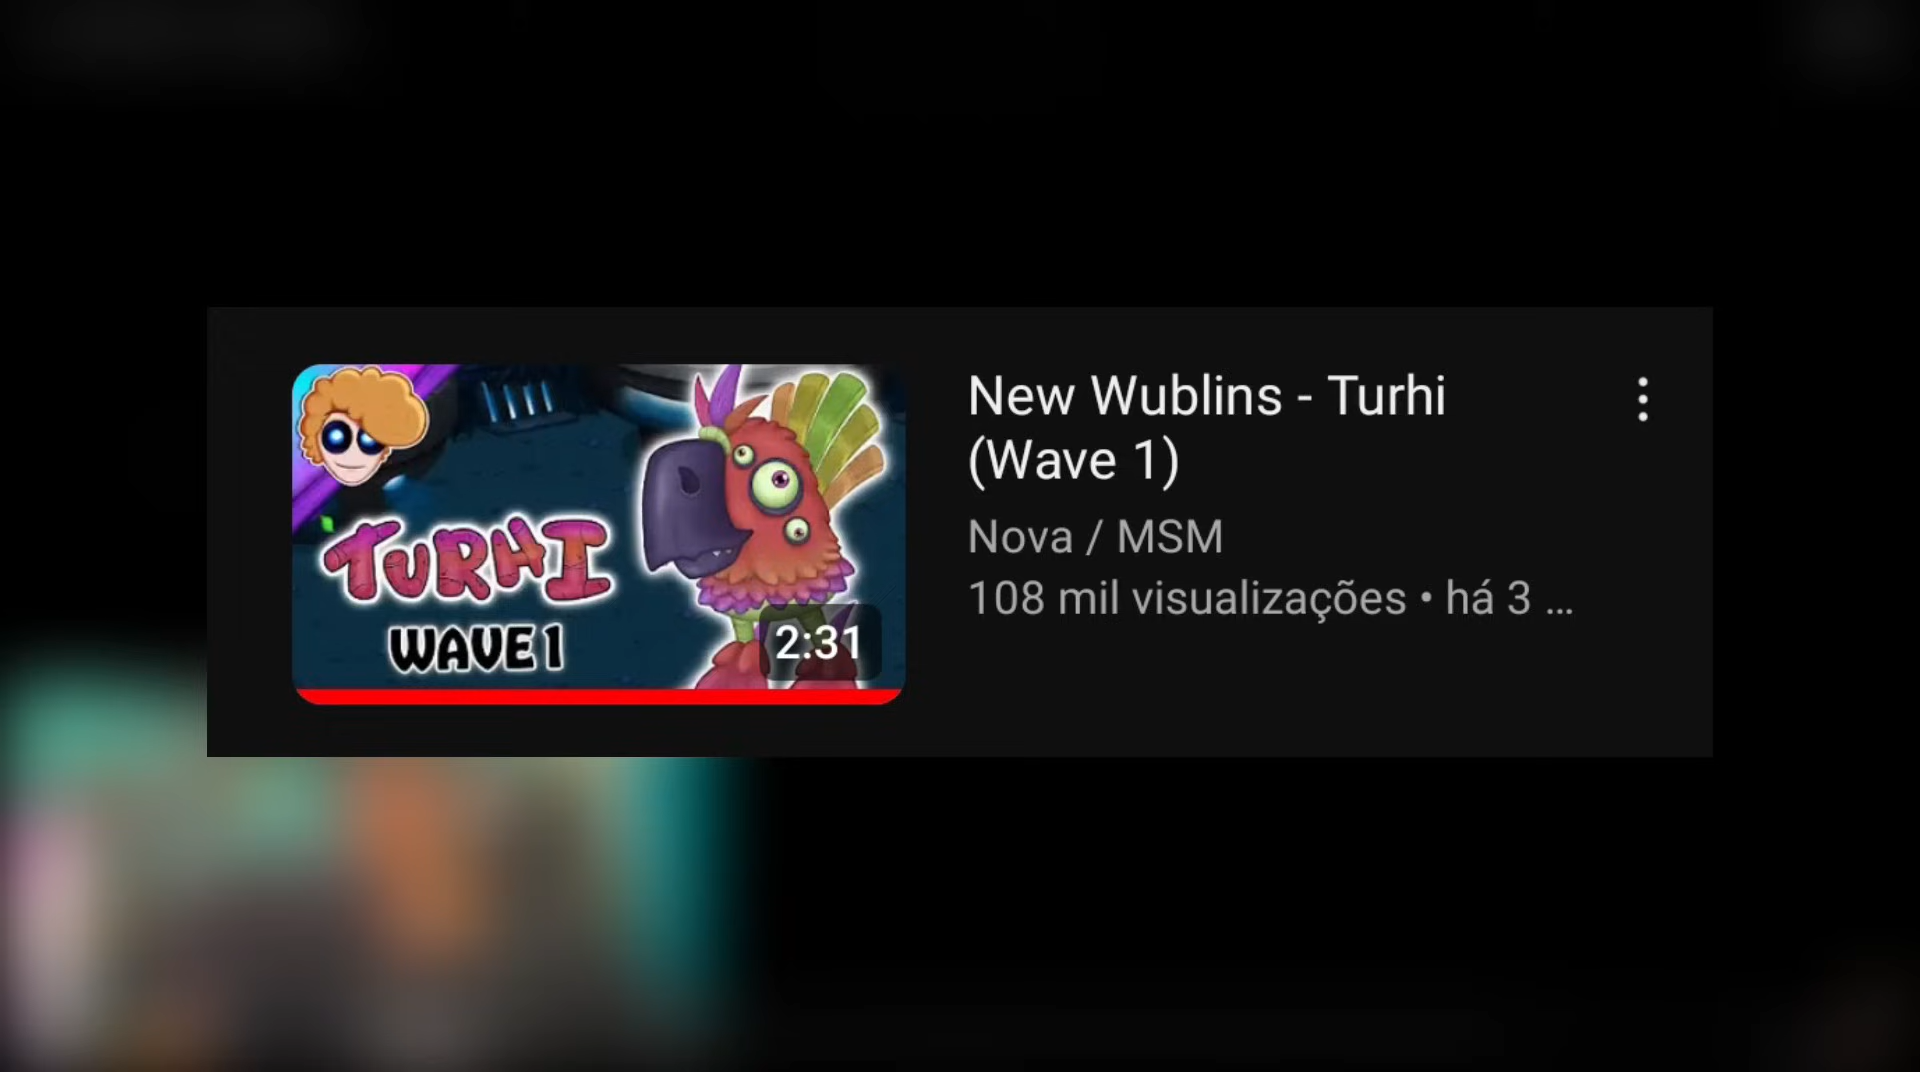 TURHI
WAVE 1
2:31
New Wublins - Turhi
(Wave 1)
Nova / MSM
108 mil visualizações • há 3 ...